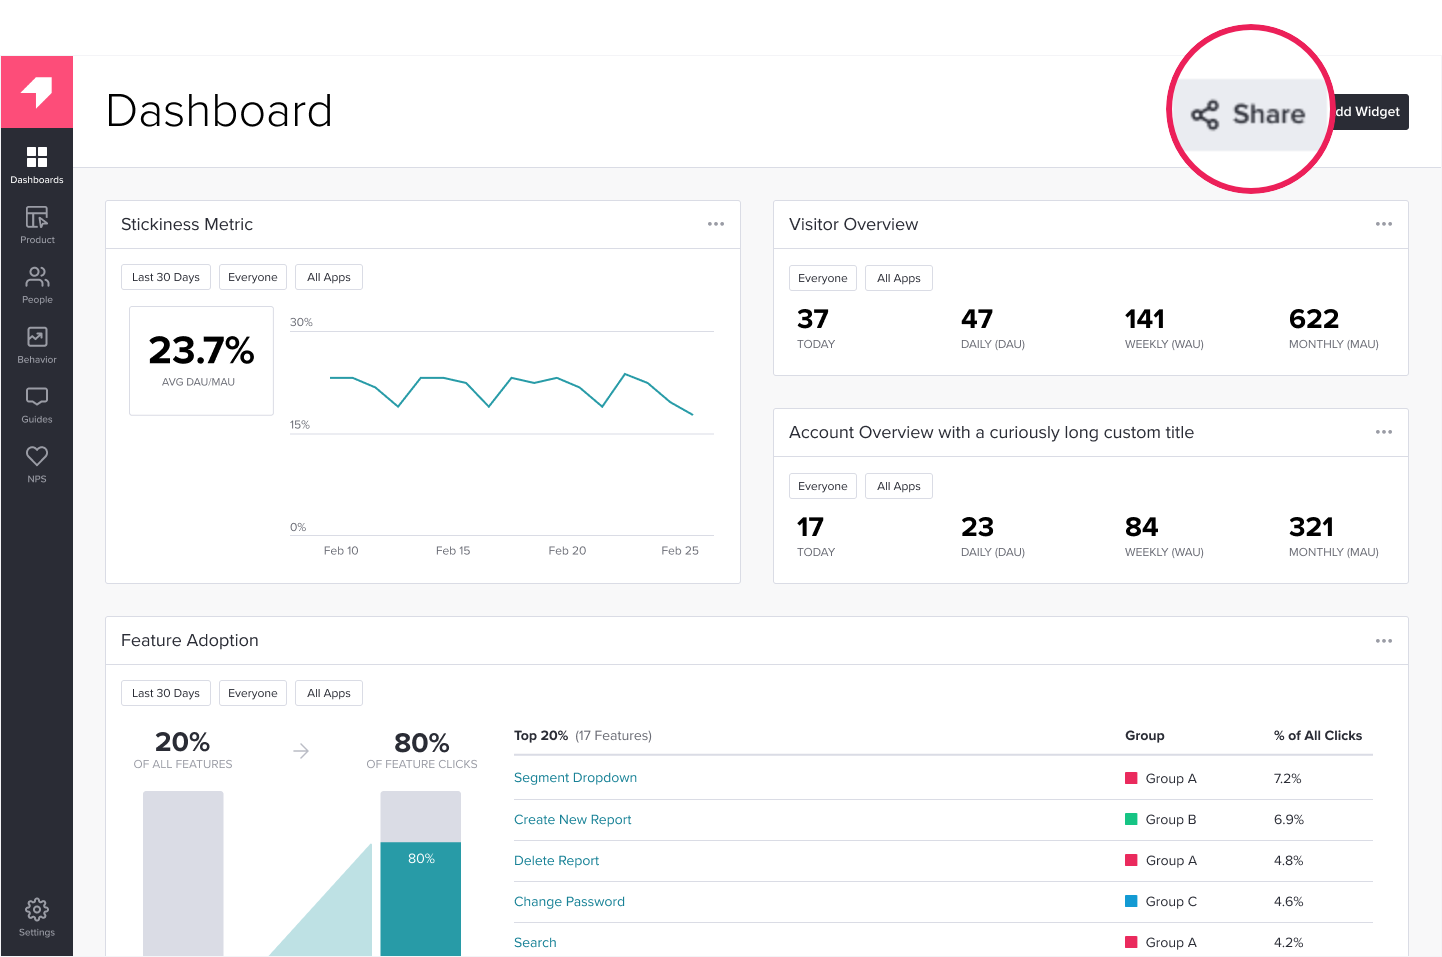 Dashboard
Share
dd Widget
Dashboards
Product
People
Behavior
Guides
NPS
Settings
Stickiness Metric
Last 30 Days Everyone All Apps
23.7%
AVG DAU/MAU
30%
15%
0%
Feb 10 Feb 15 Feb 20 Feb 25
Visitor Overview
Everyone All Apps
37 47 141 622
TODAY DAILY (DAU) WEEKLY (WAU) MONTHLY (MAU)
Account Overview with a curiously long custom title
Everyone All Apps
17 23 84 321
TODAY DAILY (DAU) WEEKLY (WAU) MONTHLY (MAU)
Feature Adoption
Last 30 Days Everyone All Apps
20% 80%
OF ALL FEATURES OF FEATURE CLICKS
80%
Top 20% (17 Features) Group % of All Clicks
Segment Dropdown Group A 7.2%
Create New Report Group B 6.9%
Delete Report Group A 4.8%
Change Password Group C 4.6%
Search Group A 4.2%